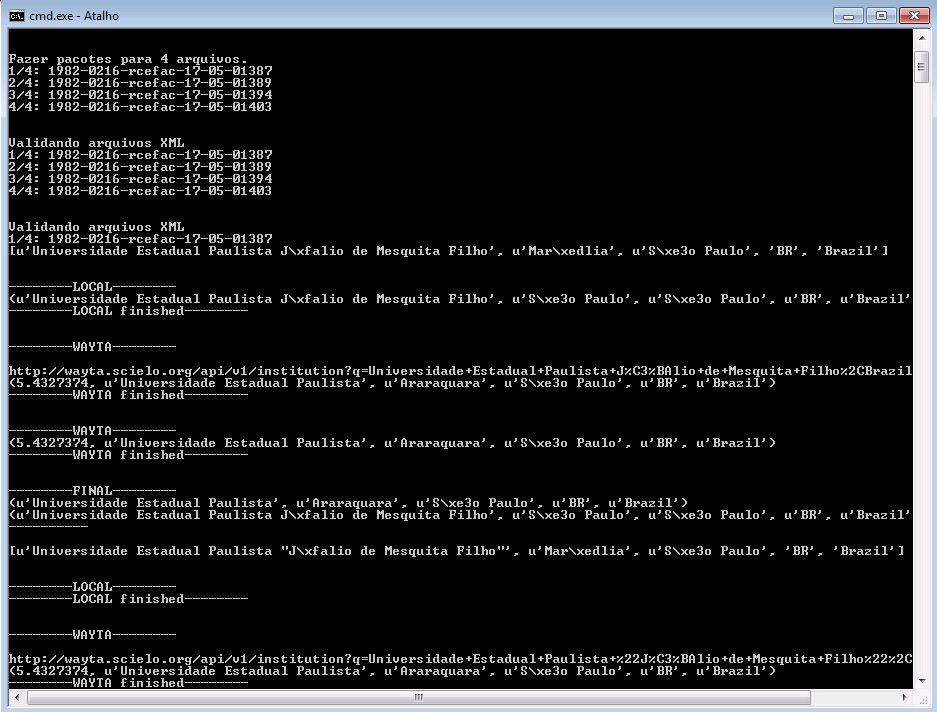 cmd.exe - Atalho
Fazer pacotes para 4 arquivos.
1/4: 1982-0216-rcefac-17-05-01387
2/4: 1982-0216-rcefac-17-05-01389
3/4: 1982-0216-rcefac-17-05-01394
4/4: 1982-0216-rcefac-17-05-01403
Validando arquivos XML
1/4: 1982-0216-rcefac-17-05-01387
2/4: 1982-0216-rcefac-17-05-01389
3/4: 1982-0216-rcefac-17-05-01394
4/4: 1982-0216-rcefac-17-05-01403
Validando arquivos XML
1/4: 1982-0216-rcefac-17-05-01387
[u'Universidade Estadual Paulista J\xfalio de Mesquita Filho', u'Mar\xedlia', u'S\xe3o Paulo', 'BR', 'Brazil']
--------LOCAL--------
(u'Universidade Estadual Paulista J\xfalio de Mesquita Filho', u'S\xe3o Paulo', u'S\xe3o Paulo', u'BR', u'Brazil'
--------LOCAL finished--------
--------WAYTA--------
http://wayta.scielo.org/api/v1/institution?q=Universidade+Estadual+Paulista+J%C3%BAlio+de+Mesquita+Filho%2CBrazil
(5.4327374, u'Universidade Estadual Paulista', u'Araraquara', u'S\xe3o Paulo', u'BR', u'Brazil')
--------WAYTA finished--------
--------WAYTA--------
(5.4327374, u'Universidade Estadual Paulista', u'Araraquara', u'S\xe3o Paulo', u'BR', u'Brazil')
--------WAYTA finished--------
--------FINAL--------
(u'Universidade Estadual Paulista', u'Araraquara', u'S\xe3o Paulo', u'BR', u'Brazil')
(u'Universidade Estadual Paulista J\xfalio de Mesquita Filho', u'S\xe3o Paulo', u'S\xe3o Paulo', u'BR', u'Brazil'
----------
[u'Universidade Estadual Paulista "J\xfalio de Mesquita Filho"', u'Mar\xedlia', u'S\xe3o Paulo', 'BR', 'Brazil']
--------LOCAL--------
--------LOCAL finished--------
--------WAYTA--------
http://wayta.scielo.org/api/v1/institution?q=Universidade+Estadual+Paulista+%22J%C3%BAlio+de+Mesquita+Filho%22%2C
(5.4327374, u'Universidade Estadual Paulista', u'Araraquara', u'S\xe3o Paulo', u'BR', u'Brazil')
--------WAYTA finished--------